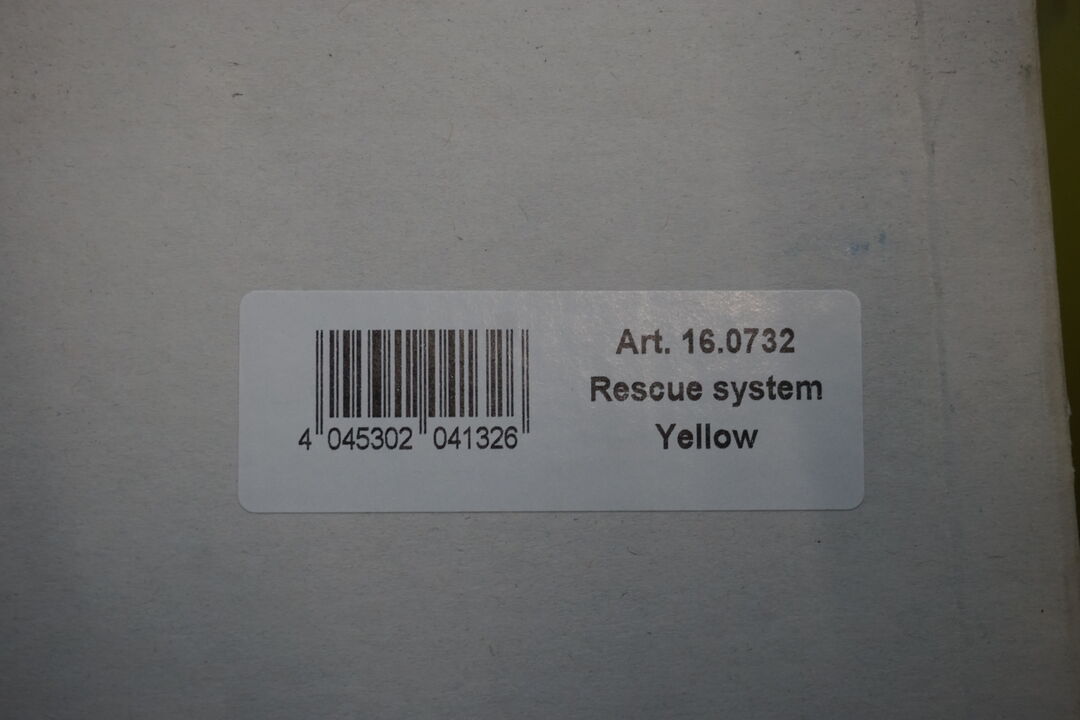 4 045302 041326
Art. 16.0732
Rescue system
Yellow